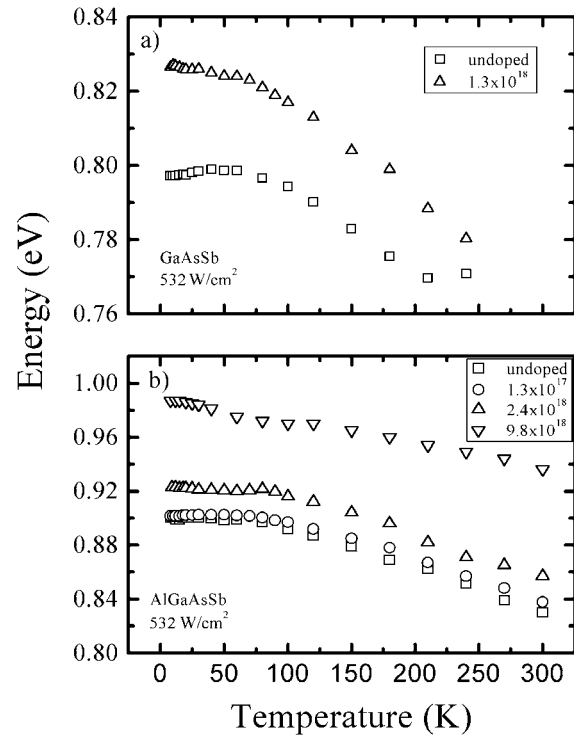 a)
undoped
1.3x10^18
0.84
0.82
0.80
0.78
0.76
GaAsSb
532 W/cm^2
Energy (eV)
b)
undoped
1.3x10^17
2.4x10^18
9.8x10^18
1.00
0.96
0.92
0.88
0.84
0.80
AlGaAsSb
532 W/cm^2
0 50 100 150 200 250 300
Temperature (K)